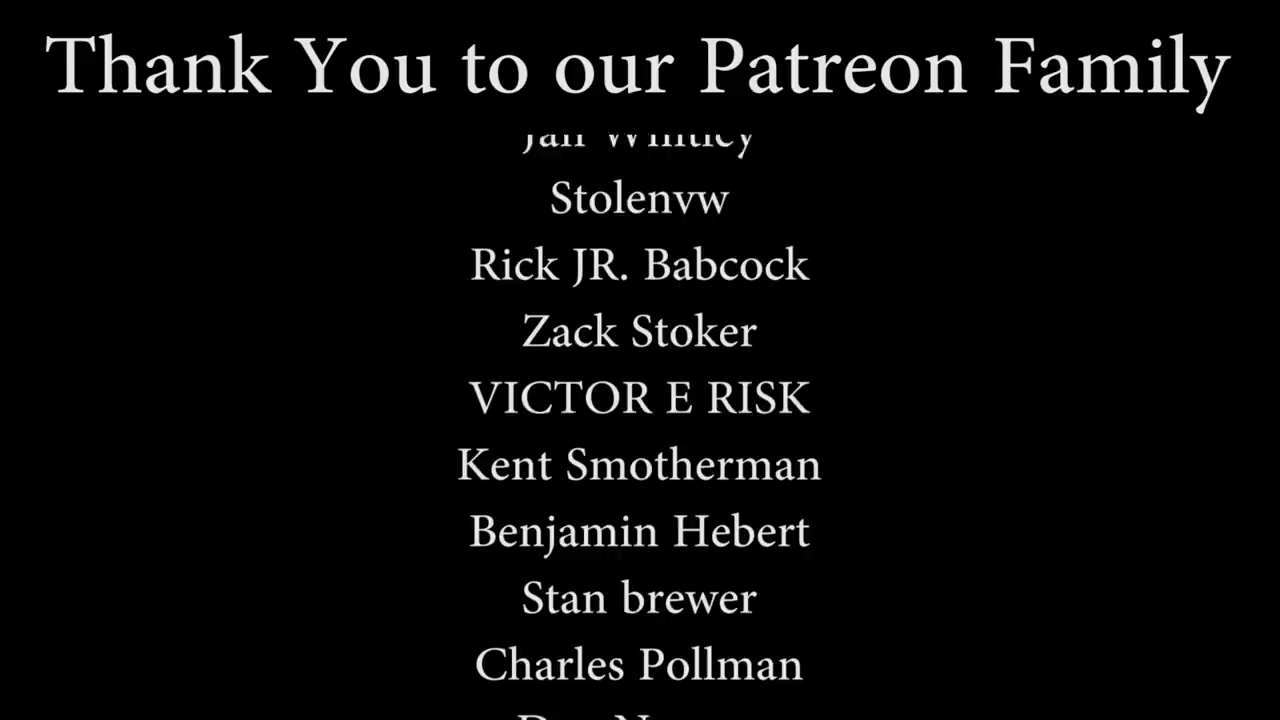 Thank You to our Patreon Family
Stolenvw
Rick JR. Babcock
Zack Stoker
VICTOR E RISK
Kent Smotherman
Benjamin Hebert
Stan brewer
Charles Pollman